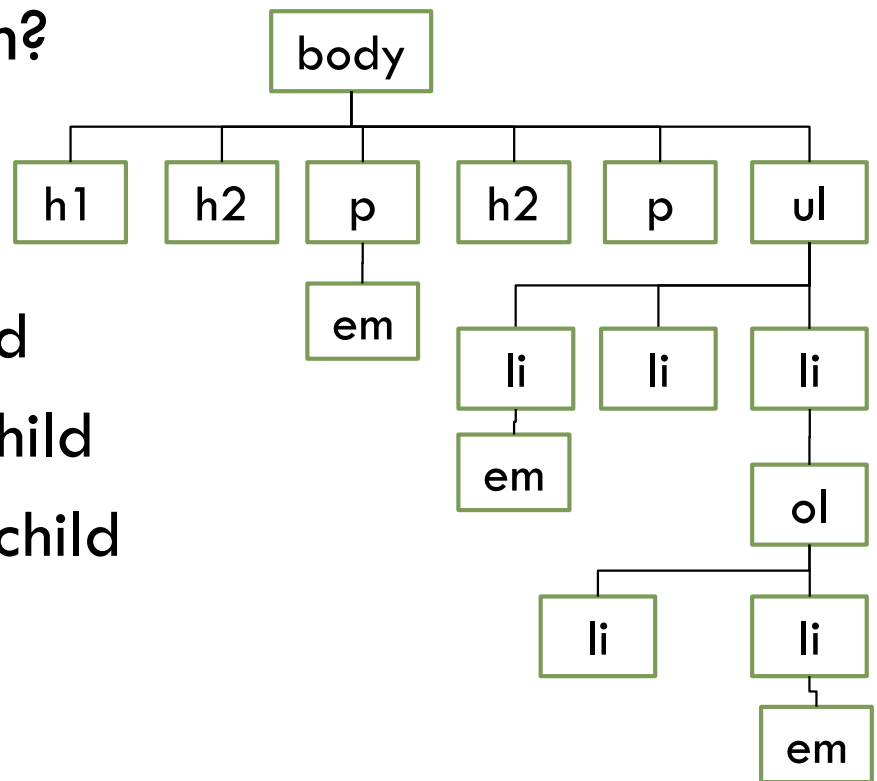 n?
body
h1 h2 p h2 p ul
em
d
li li li
hild
em
ol
child
li li
em